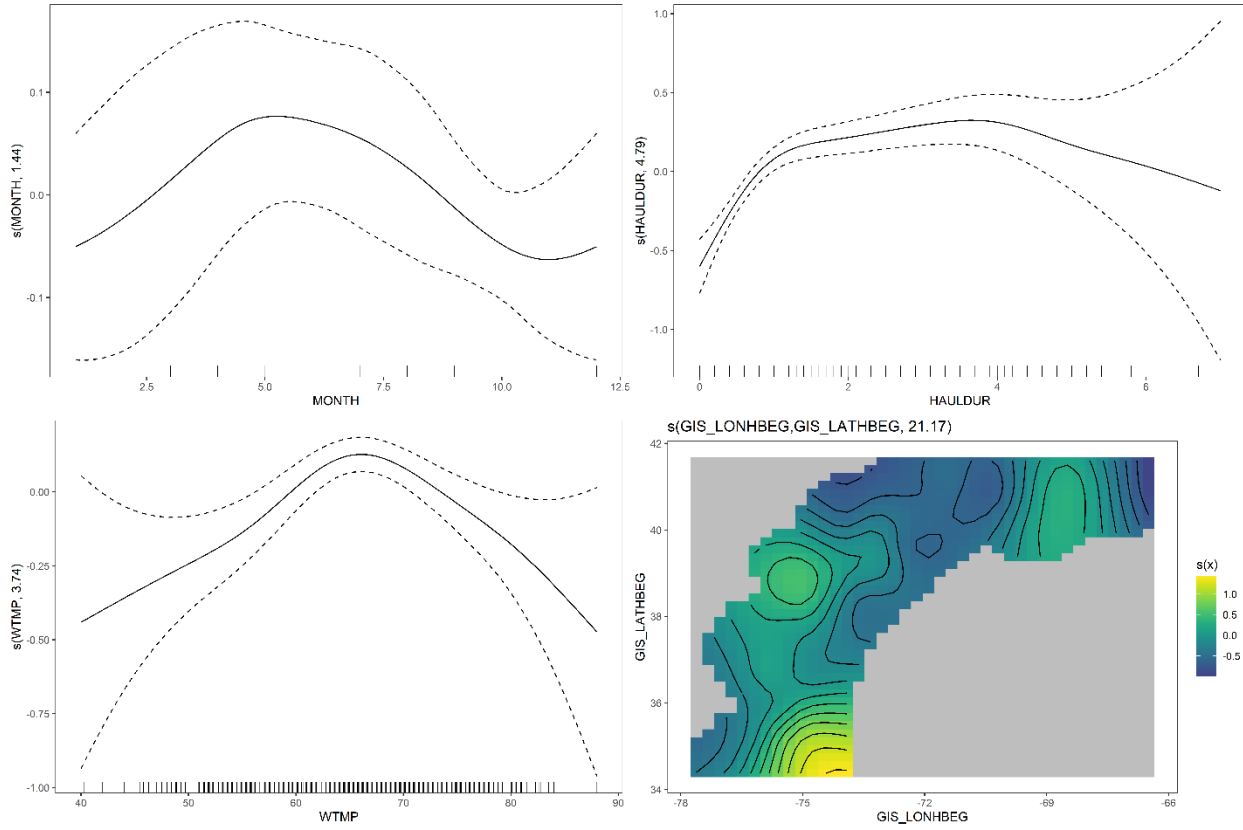 s(MONTH, 1.44)
0.1
0.0
-0.1
2.5 5.0 7.5 10.0 12.5
MONTH
s(HAULDUR, 4.79)
1.0
0.5
0.0
-0.5
-1.0
0 2 4 6
HAULDUR
s(WTMP, 3.74)
0.00
-0.25
-0.50
-0.75
-1.00
40 50 60 70 80 90
WTMP
s(GIS_LONHBEG,GIS_LATHBEG, 21.17)
GIS_LATHBEG
42
40
38
36
34
-78 -75 -72 -69 -66
GIS_LONHBEG
s(x)
1.0
0.5
0.0
-0.5